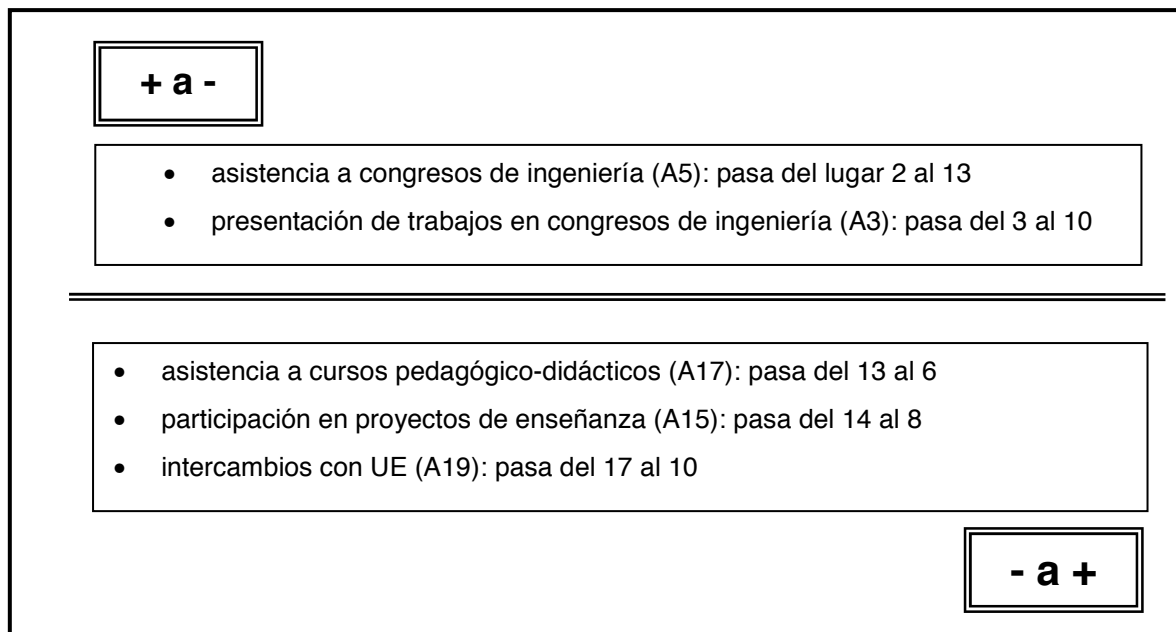 + a -
• asistencia a congresos de ingeniería (A5): pasa del lugar 2 al 13
• presentación de trabajos en congresos de ingeniería (A3): pasa del 3 al 10
• asistencia a cursos pedagógico-didácticos (A17): pasa del 13 al 6
• participación en proyectos de enseñanza (A15): pasa del 14 al 8
• intercambios con UE (A19): pasa del 17 al 10
- a +